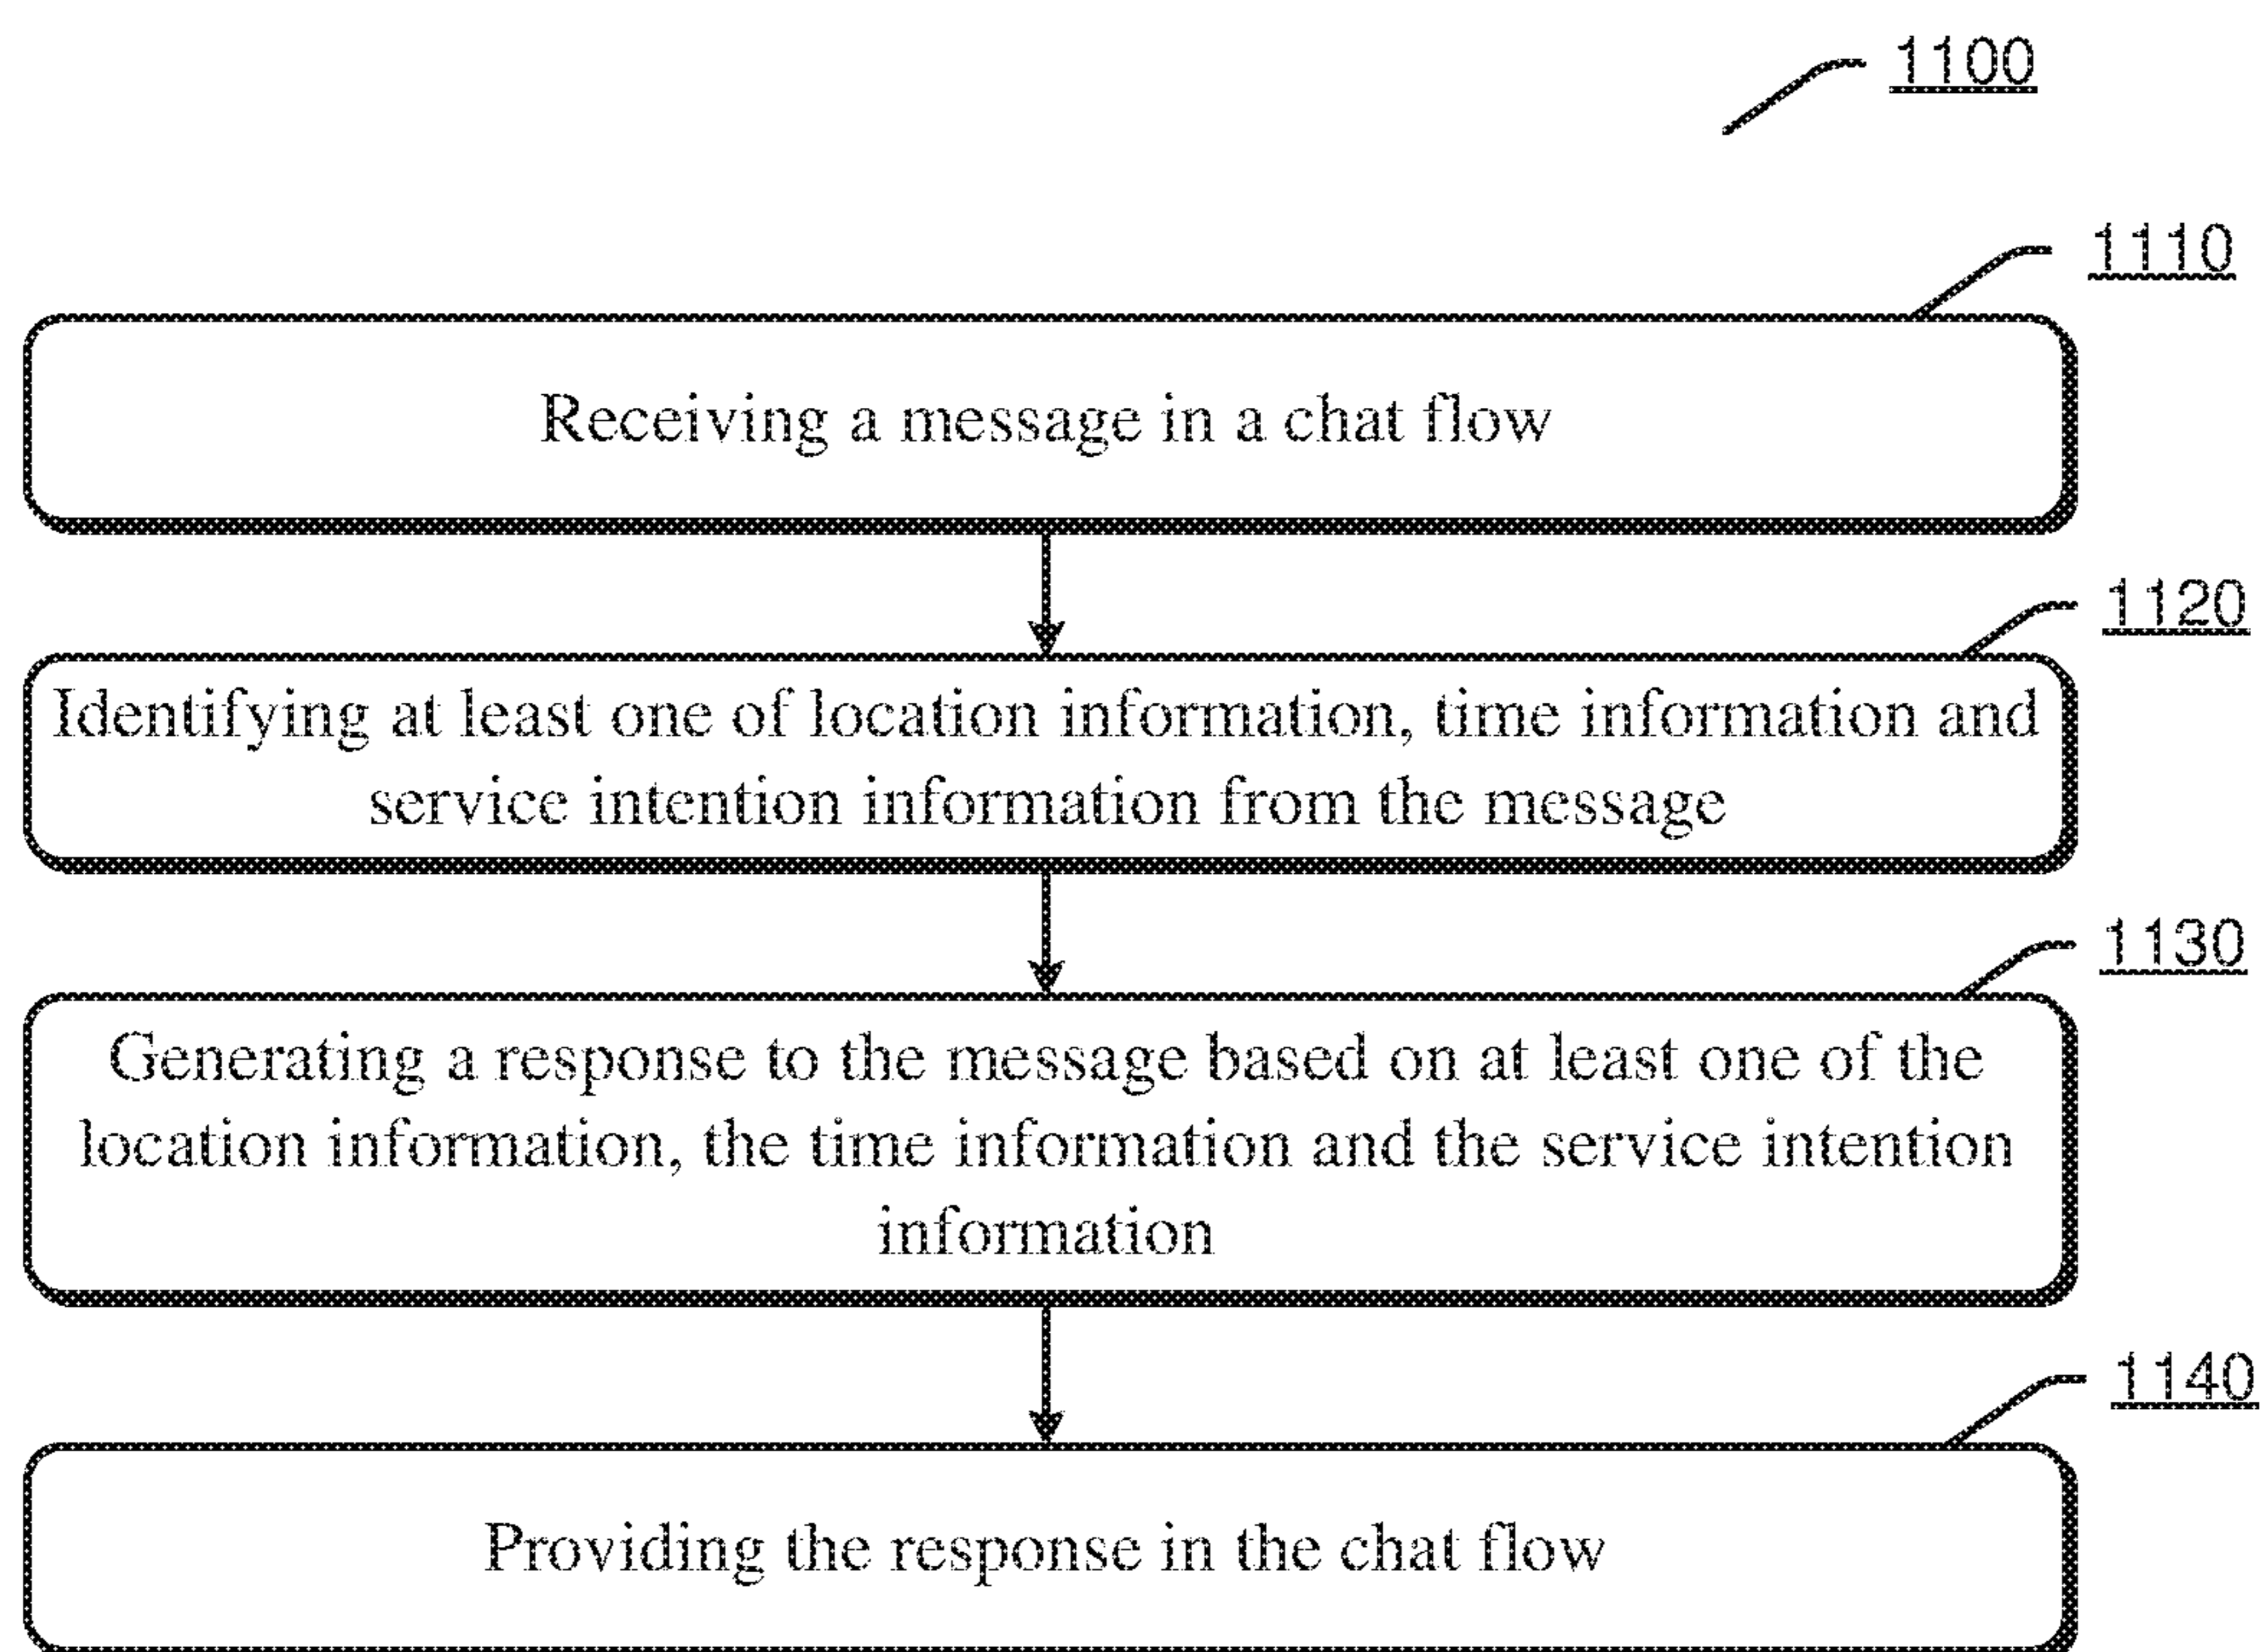 1100
1110
Receiving a message in a chat flow
1120
Identifying at least one of location information, time information and
service intention information from the message
1130
Generating a response to the message based on at least one of the
location information, the time information and the service intention
information
1140
Providing the response in the chat flow